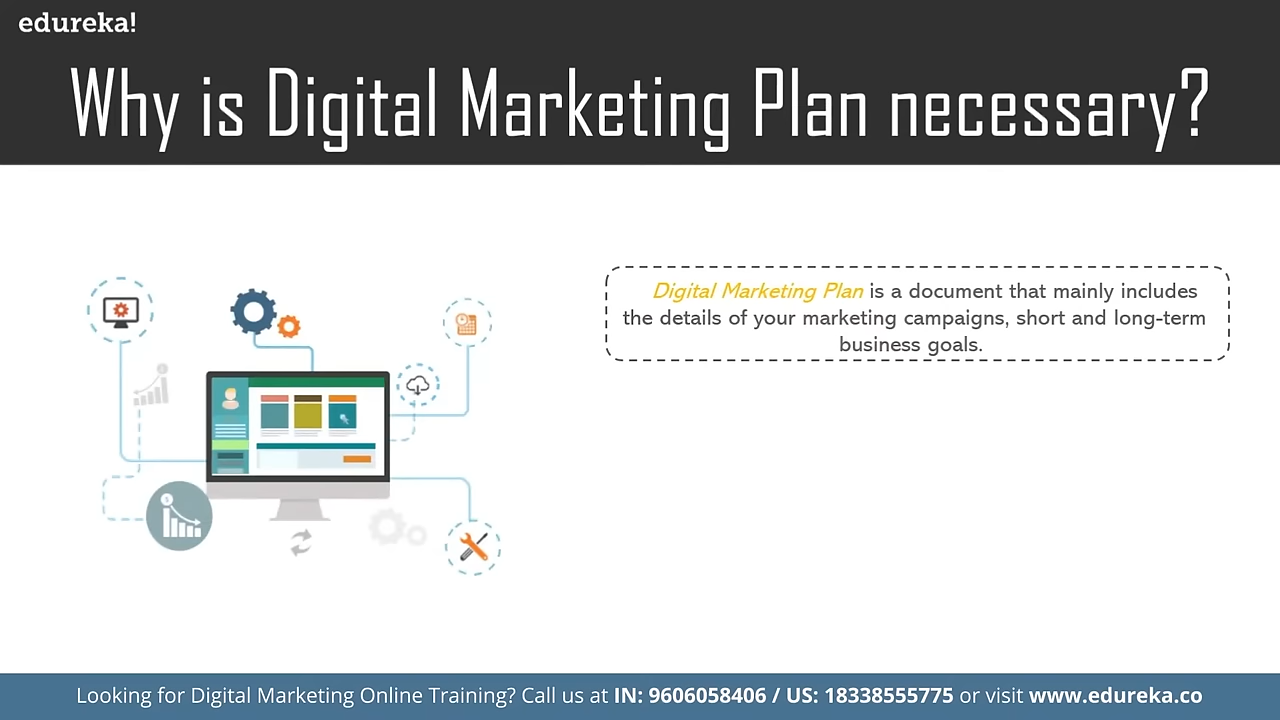 edureka!
Why is Digital Marketing Plan necessary?
Digital Marketing Plan is a document that mainly includes
the details of your marketing campaigns, short and long-term
business goals.
Looking for Digital Marketing Online Training? Call us at IN: 9606058406 / US: 18338555775 or visit www.edureka.co